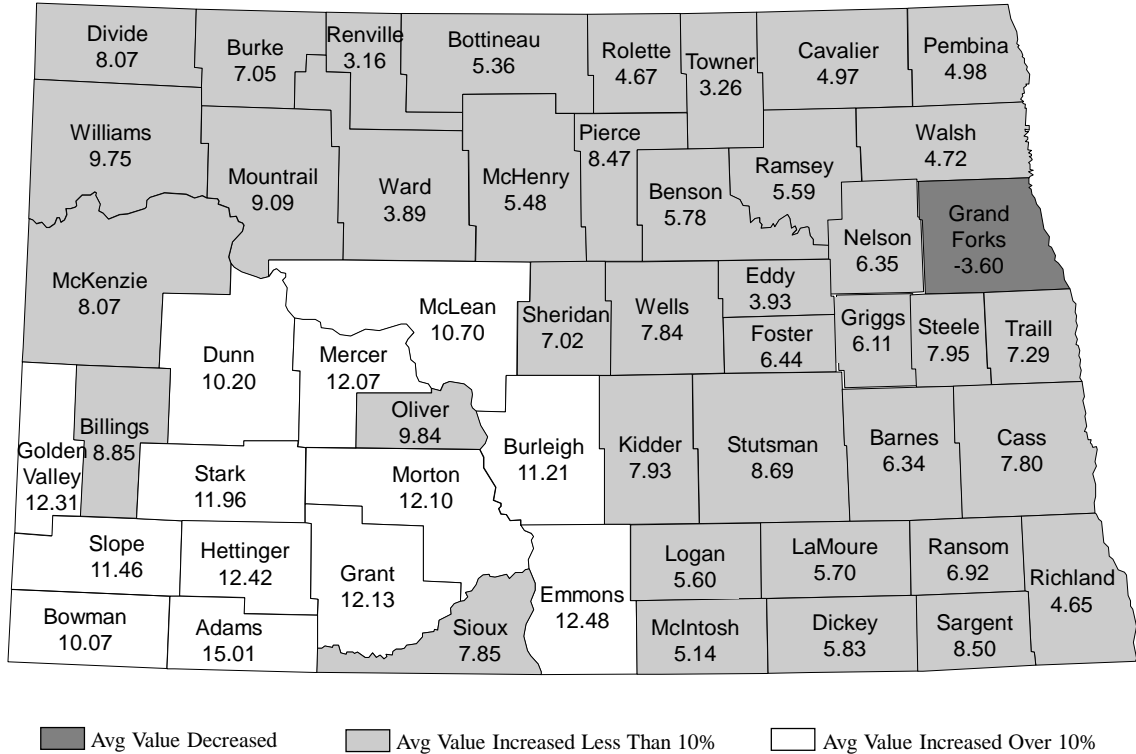 Divide
8.07
Burke
7.05
Renville
3.16
Bottineau
5.36
Rolette
4.67
Towner
3.26
Cavalier
4.97
Pembina
4.98
Williams
9.75
Mountrail
9.09
Ward
3.89
McHenry
5.48
Pierce
8.47
Benson
5.78
Ramsey
5.59
Walsh
4.72
Nelson
6.35
Grand
Forks
-3.60
McKenzie
8.07
Dunn
10.20
Mercer
12.07
McLean
10.70
Sheridan
7.02
Wells
7.84
Eddy
3.93
Foster
6.44
Griggs
6.11
Steele
7.95
Traill
7.29
Golden
Valley
12.31
Billings
8.85
Stark
11.96
Oliver
9.84
Morton
12.10
Burleigh
11.21
Kidder
7.93
Stutsman
8.69
Barnes
6.34
Cass
7.80
Slope
11.46
Hettinger
12.42
Grant
12.13
Bowman
10.07
Adams
15.01
Sioux
7.85
Emmons
12.48
Logan
5.60
LaMoure
5.70
Ransom
6.92
Richland
4.65
McIntosh
5.14
Dickey
5.83
Sargent
8.50
Avg Value Decreased
Avg Value Increased Less Than 10%
Avg Value Increased Over 10%